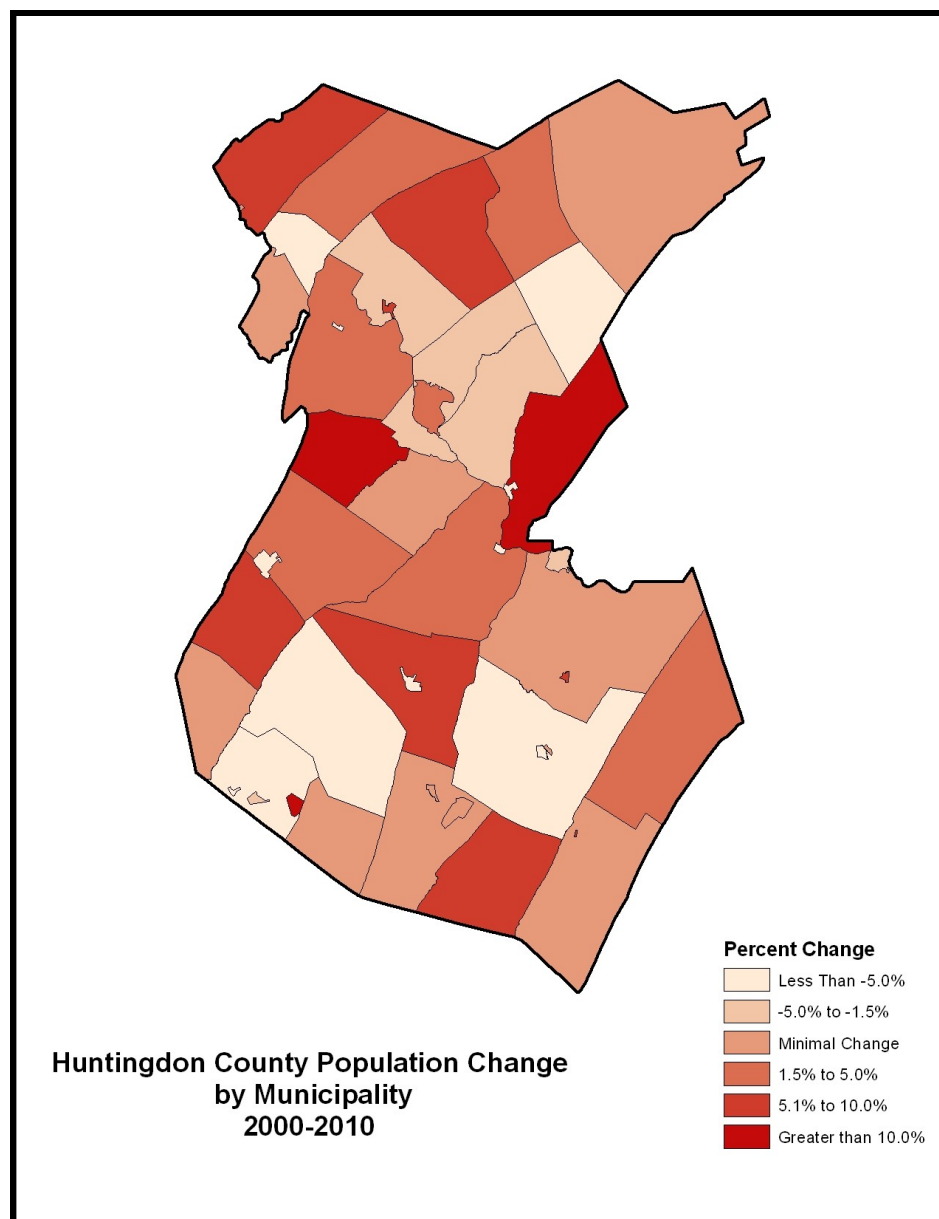 Percent Change
Less Than -5.0%
-5.0% to -1.5%
Minimal Change
1.5% to 5.0%
5.1% to 10.0%
Greater than 10.0%
Huntingdon County Population Change
by Municipality
2000-2010